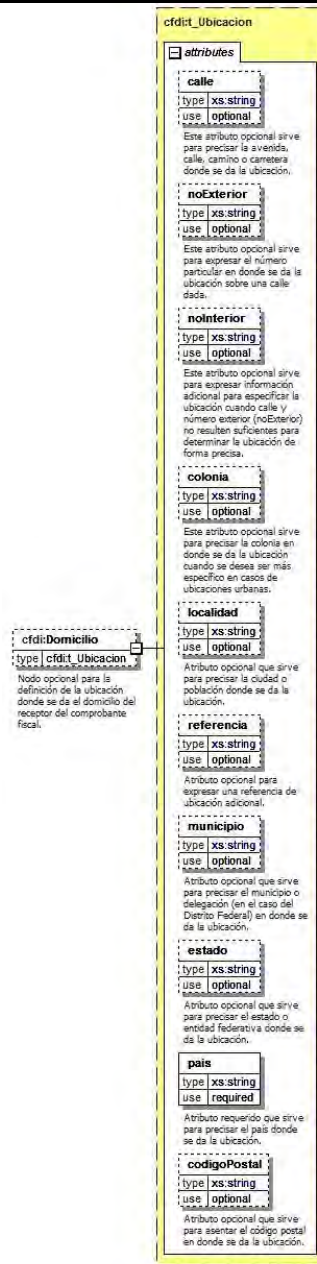 cfdi:t_Ubicacion
attributes
calle
type xs:string
use optional
Este atributo opcional sirve
para precisar la avenida,
calle, camino o carretera
donde se da la ubicación.
noExterior
type xs:string
use optional
Este atributo opcional sirve
para expresar el número
particular en donde se da la
ubicación sobre una calle
dada.
noInterior
type xs:string
use optional
Este atributo opcional sirve
para expresar información
adicional para especificar la
ubicación cuando calle y
número exterior (noExterior)
no resulten suficientes para
determinar la ubicación de
forma precisa.
colonia
type xs:string
use optional
Este atributo opcional sirve
para precisar la colonia en
donde se da la ubicación
cuando se desea ser más
específico en casos de
ubicaciones urbanas.
localidad
type xs:string
use optional
Atributo opcional que sirve
para precisar la ciudad o
población donde se da la
ubicación.
referencia
type xs:string
use optional
Atributo opcional para
expresar una referencia de
ubicación adicional.
municipio
type xs:string
use optional
Atributo opcional que sirve
para precisar el municipio o
delegación (en el caso del
Distrito Federal) en donde se
da la ubicación.
estado
type xs:string
use optional
Atributo opcional que sirve
para precisar el estado o
entidad federativa donde se
da la ubicación.
pais
type xs:string
use required
Atributo requerido que sirve
para precisar el país donde
se da la ubicación.
codigoPostal
type xs:string
use optional
Atributo opcional que sirve
para asentar el código postal
en donde se da la ubicación.
cfdi:Domicilio
type cfdi:t_Ubicacion
Nodo opcional para la
definición de la ubicación
donde se da el domicilio del
receptor del comprobante
fiscal.